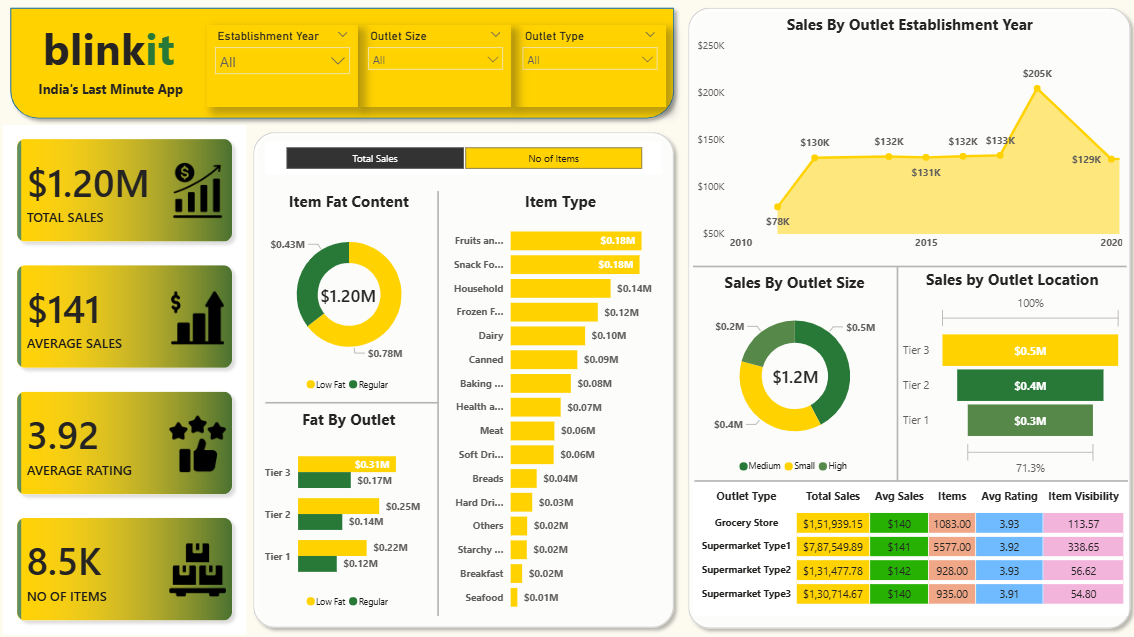 blinkit
India's Last Minute App
Establishment Year
All
Outlet Size
All
Outlet Type
All
$1.20M
TOTAL SALES
$141
AVERAGE SALES
3.92
AVERAGE RATING
8.5K
NO OF ITEMS
Total Sales
No of Items
Item Fat Content
$0.43M
$1.20M
$0.78M
Low Fat Regular
Fat By Outlet
Tier 3 $0.31M
$0.17M
Tier 2 $0.25M
$0.14M
Tier 1 $0.22M
$0.12M
Low Fat Regular
Item Type
Fruits an... $0.18M
Snack Fo... $0.18M
Household $0.14M
Frozen F... $0.12M
Dairy $0.10M
Canned $0.09M
Baking ... $0.08M
Health a... $0.07M
Meat $0.06M
Soft Dri... $0.06M
Breads $0.04M
Hard Dri... $0.03M
Others $0.02M
Starchy ... $0.02M
Breakfast $0.02M
Seafood $0.01M
Sales By Outlet Establishment Year
$250K
$200K
$150K
$100K
$50K
$78K
$130K
$132K
$131K
$132K
$133K
$205K
$129K
2010 2015 2020
Sales By Outlet Size
$0.2M
$0.5M
$1.2M
$0.4M
Medium Small High
Sales by Outlet Location
100%
Tier 3 $0.5M
Tier 2 $0.4M
Tier 1 $0.3M
71.3%
Outlet Type Total Sales Avg Sales Items Avg Rating Item Visibility
Grocery Store $1,51,939.15 $140 1083.00 3.93 113.57
Supermarket Type1 $7,87,549.89 $141 5577.00 3.92 338.65
Supermarket Type2 $1,31,477.78 $142 928.00 3.93 56.62
Supermarket Type3 $1,30,714.67 $140 935.00 3.91 54.80